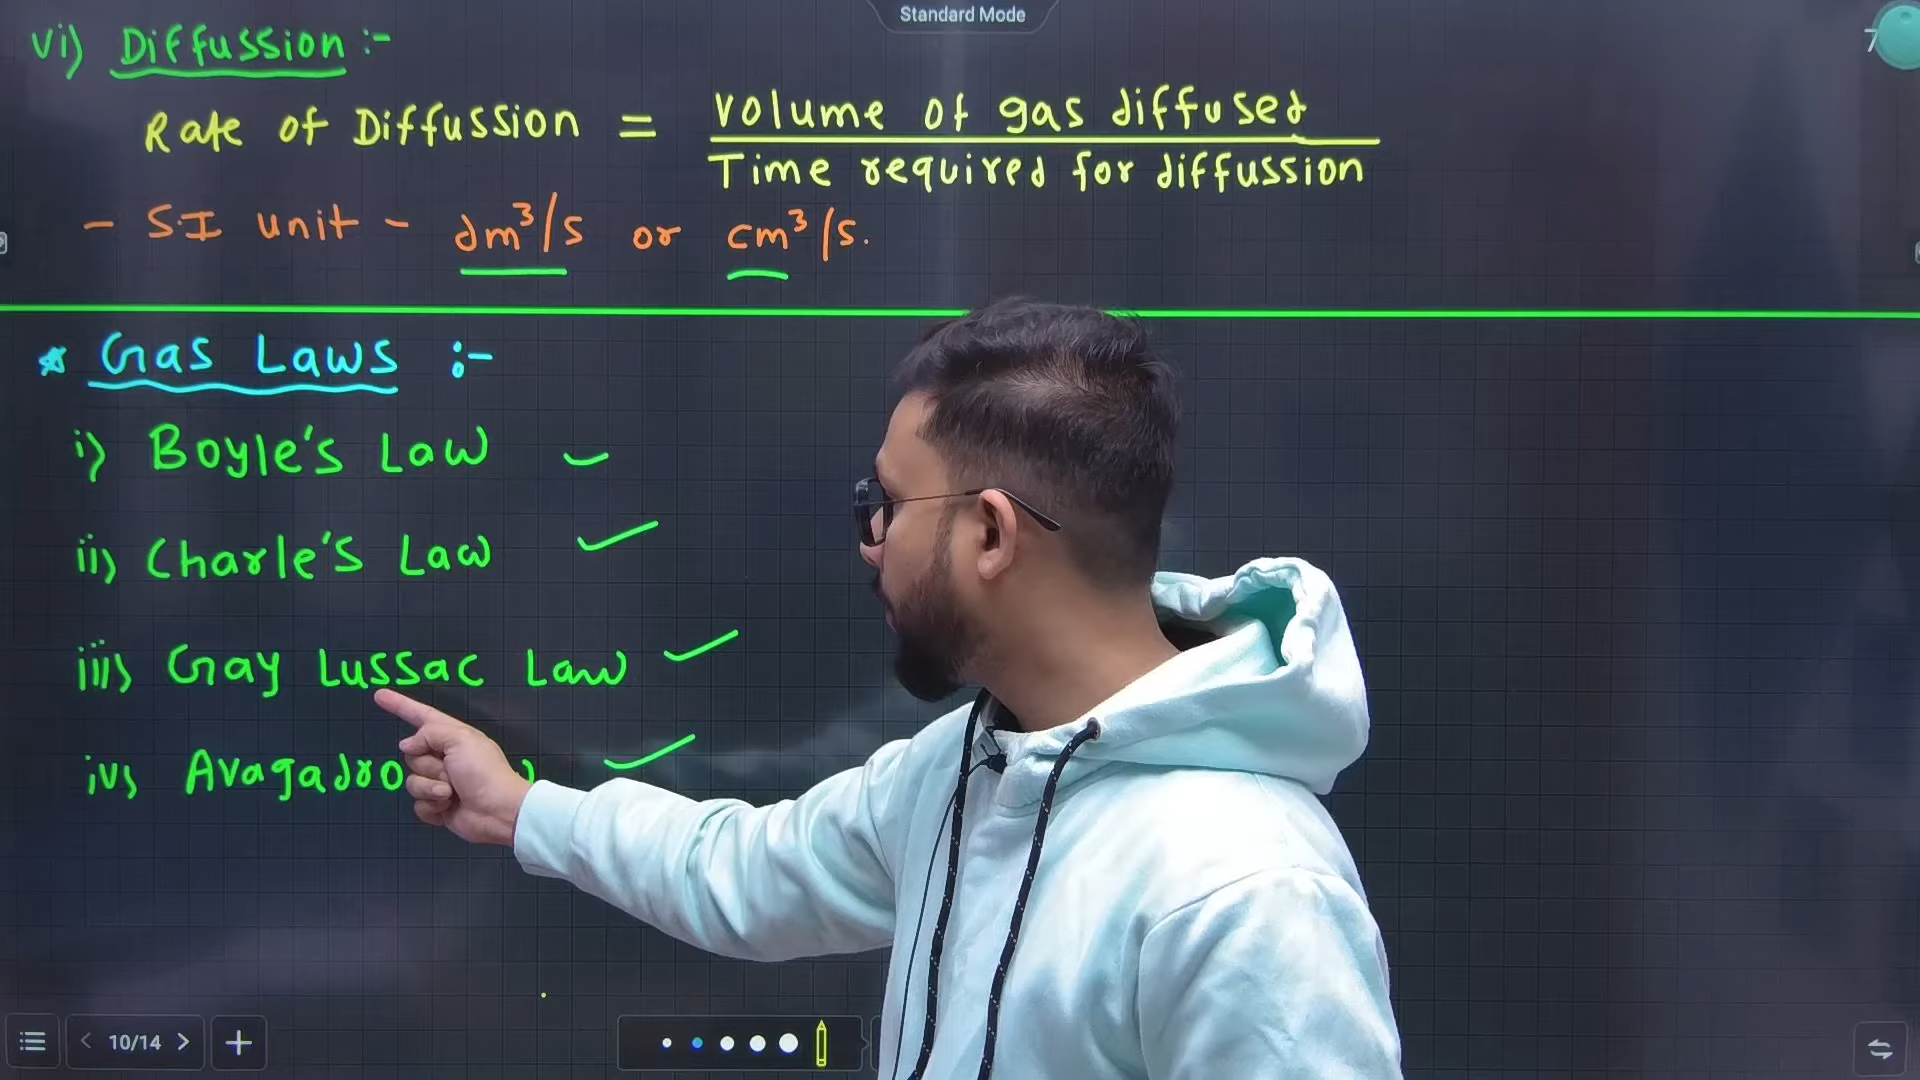 Standard Mode
7
vi) Diffussion :-
Rate of Diffussion = Volume of gas diffused
Time required for diffussion
- S.I unit - dm³/s or cm³/s.
* Gas Laws :-
i) Boyle's Law
ii) Charle's Law
iii) Gay Lussac Law
iv) Avagadro
10/14